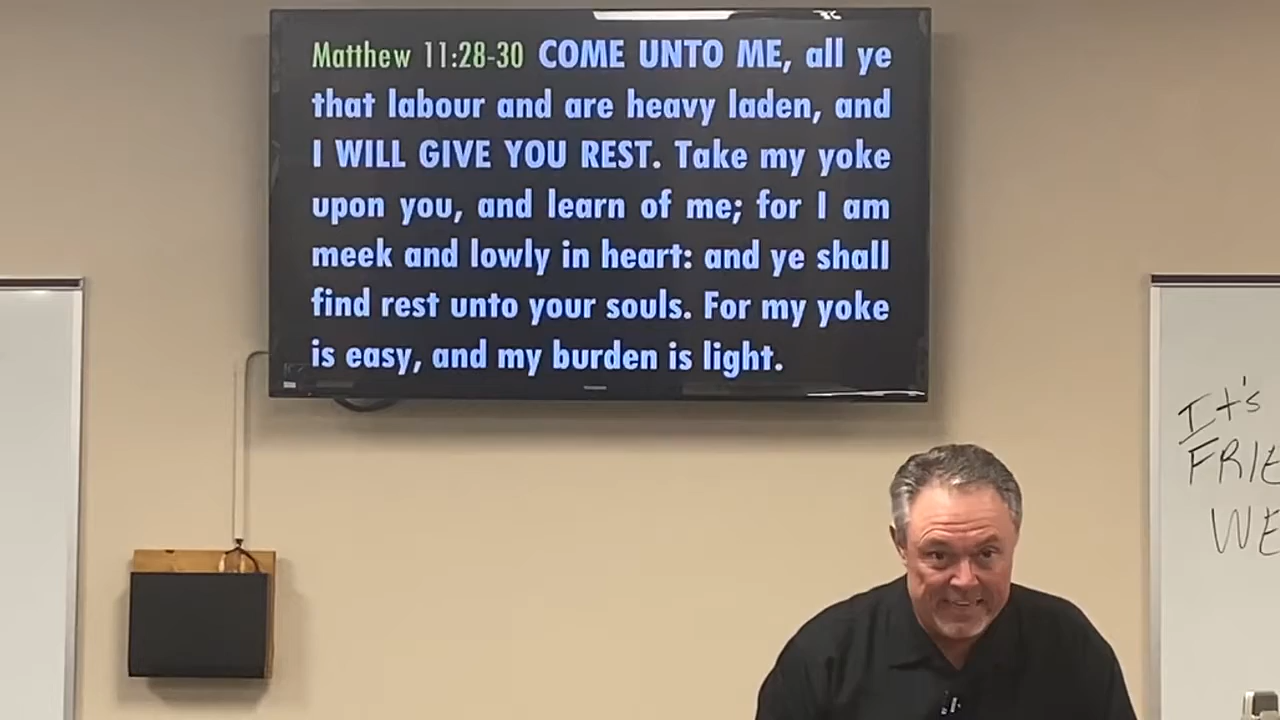 Matthew 11:28-30 COME UNTO ME, all ye
that labour and are heavy laden, and
I WILL GIVE YOU REST. Take my yoke
upon you, and learn of me; for I am
meek and lowly in heart: and ye shall
find rest unto your souls. For my yoke
is easy, and my burden is light.
It's
FRIE
WE